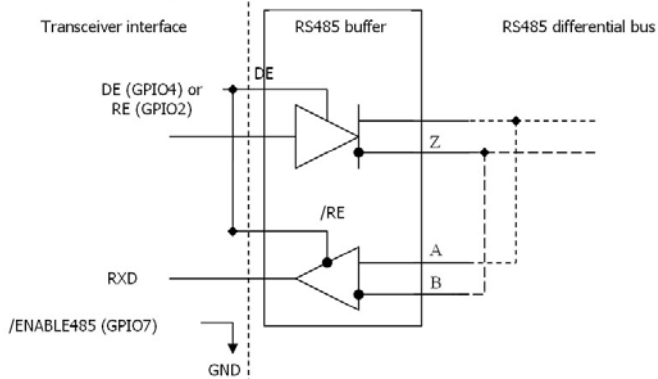 Transceiver interface
RS485 buffer
RS485 differential bus
DE
DE (GPIO4) or
RE (GPIO2)
Z
/RE
A
RXD
B
/ENABLE485 (GPIO7)
GND